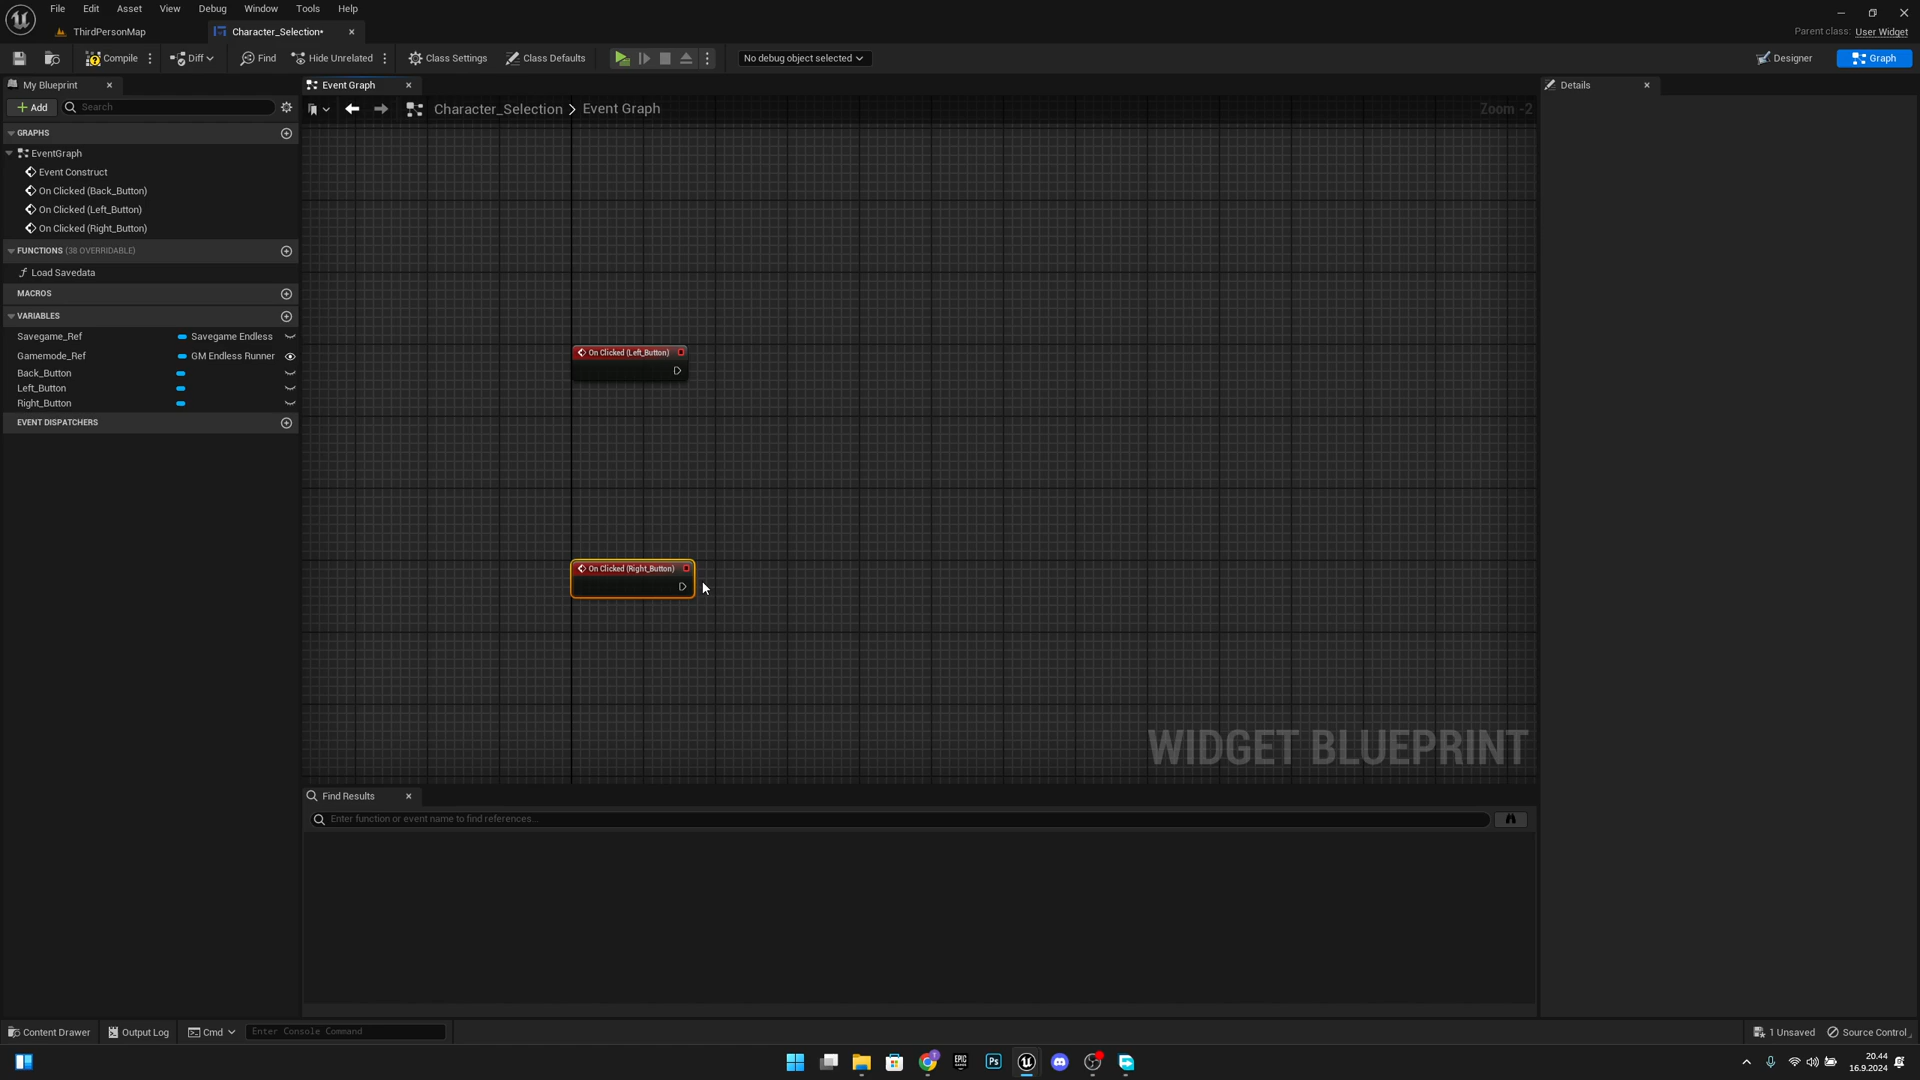 File Edit Asset View Debug Window Tools Help
ThirdPersonMap Character_Selection*
Parent class: User Widget
Compile Diff Find Hide Unrelated Class Settings Class Defaults No debug object selected Designer Graph
My Blueprint Event Graph Details
Add Search Character_Selection > Event Graph Zoom -2
GRAPHS
EventGraph
Event Construct
On Clicked (Back_Button)
On Clicked (Left_Button)
On Clicked (Right_Button)
FUNCTIONS (38 OVERRIDABLE)
Load Savedata
MACROS
VARIABLES
Savegame_Ref Savegame Endless
Gamemode_Ref GM Endless Runner
Back_Button
Left_Button
Right_Button
EVENT DISPATCHERS
On Clicked (Left_Button)
On Clicked (Right_Button)
WIDGET BLUEPRINT
Find Results
Enter function or event name to find references...
Content Drawer Output Log Cmd Enter Console Command 1 Unsaved Source Control
EPIC GAMES Ps
20.44
16.9.2024